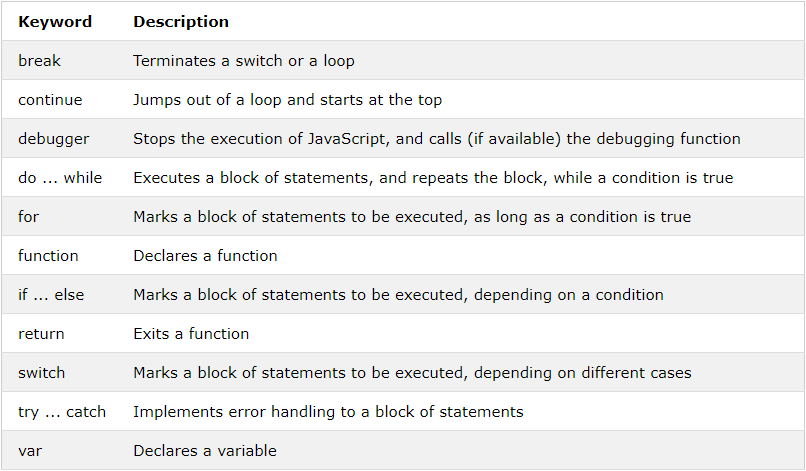 Keyword Description
break Terminates a switch or a loop
continue Jumps out of a loop and starts at the top
debugger Stops the execution of JavaScript, and calls (if available) the debugging function
do ... while Executes a block of statements, and repeats the block, while a condition is true
for Marks a block of statements to be executed, as long as a condition is true
function Declares a function
if ... else Marks a block of statements to be executed, depending on a condition
return Exits a function
switch Marks a block of statements to be executed, depending on different cases
try ... catch Implements error handling to a block of statements
var Declares a variable